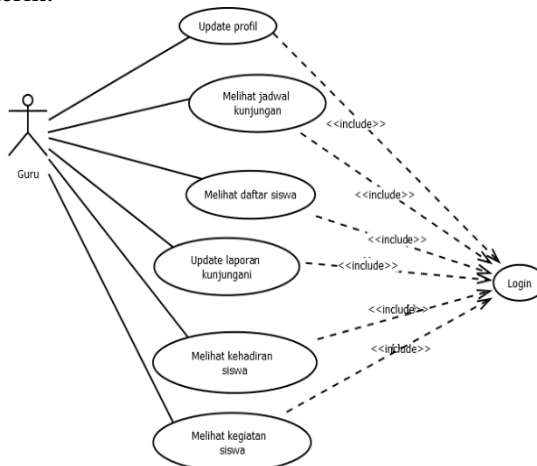 Update profil
Melihat jadwal
kunjungan
<<include>>
Guru
Melihat daftar siswa
<<include>>
Update laporan
kunjungani
<<include>>
<<include>>
Login
Melihat kehadiran
siswa
<<include>>
<<include>>
Melihat kegiatan
siswa